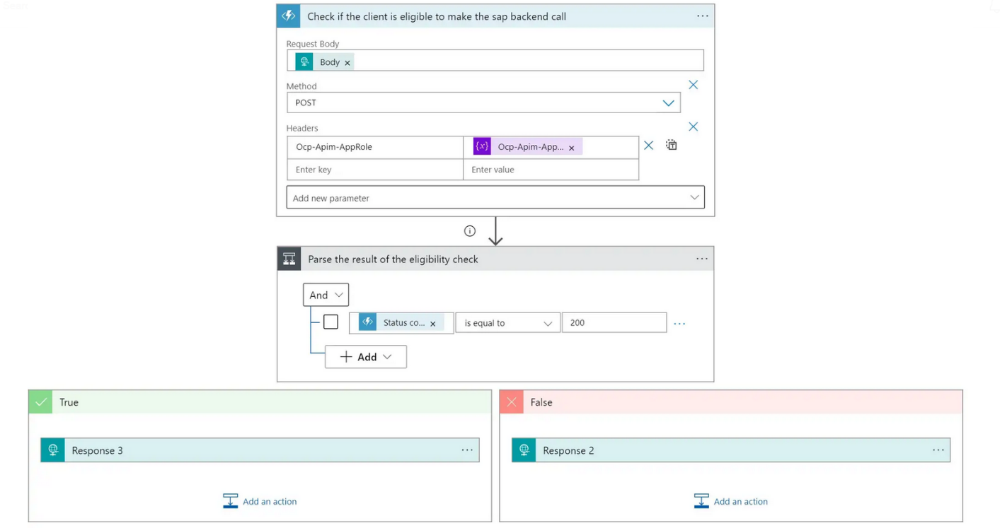 Check if the client is eligible to make the sap backend call
Request Body
Body
Method
POST
Headers
Ocp-Apim-AppRole
{x} Ocp-Apim-App...
Enter key
Enter value
Add new parameter
Parse the result of the eligibility check
And
Status co...
is equal to
200
Add
True
False
Response 3
Response 2
Add an action
Add an action